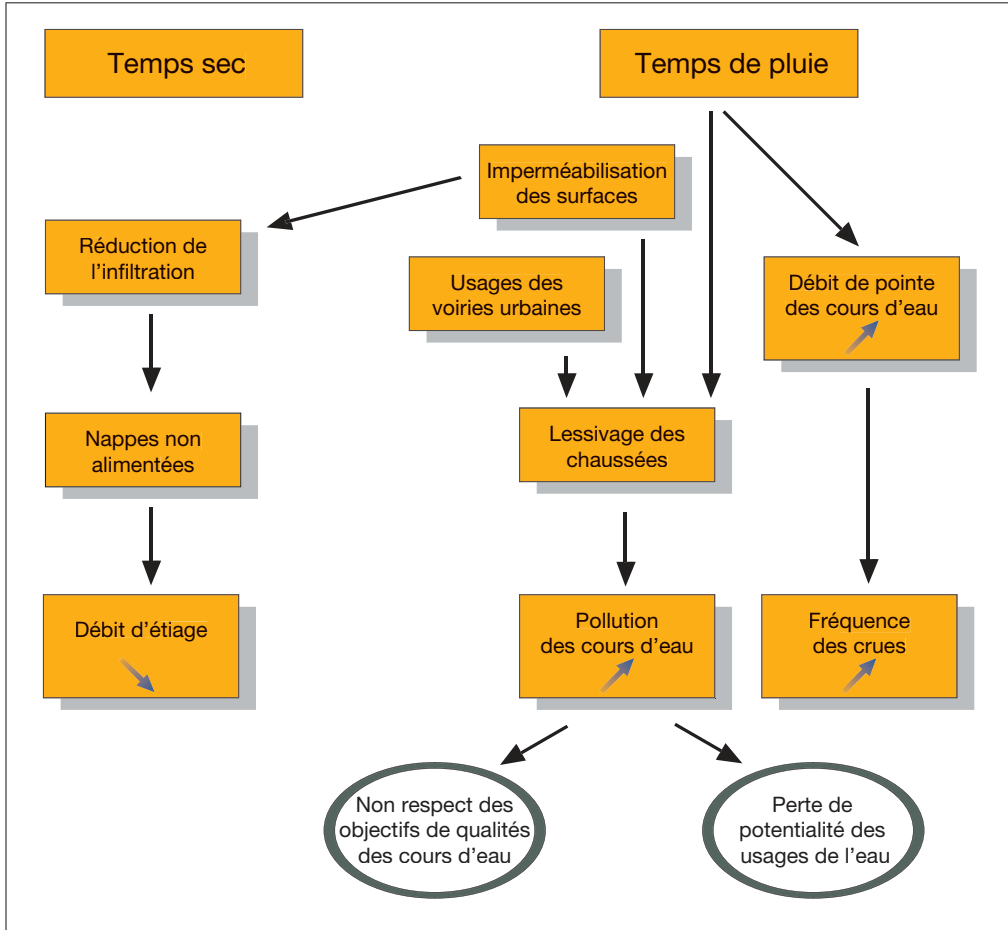 Temps sec
Temps de pluie
Imperméabilisation
des surfaces
Réduction de
l'infiltration
Usages des
voiries urbaines
Débit de pointe
des cours d'eau
Nappes non
alimentées
Lessivage des
chaussées
Débit d'étiage
Pollution
des cours d'eau
Fréquence
des crues
Non respect des
objectifs de qualités
des cours d'eau
Perte de
potentialité des
usages de l'eau